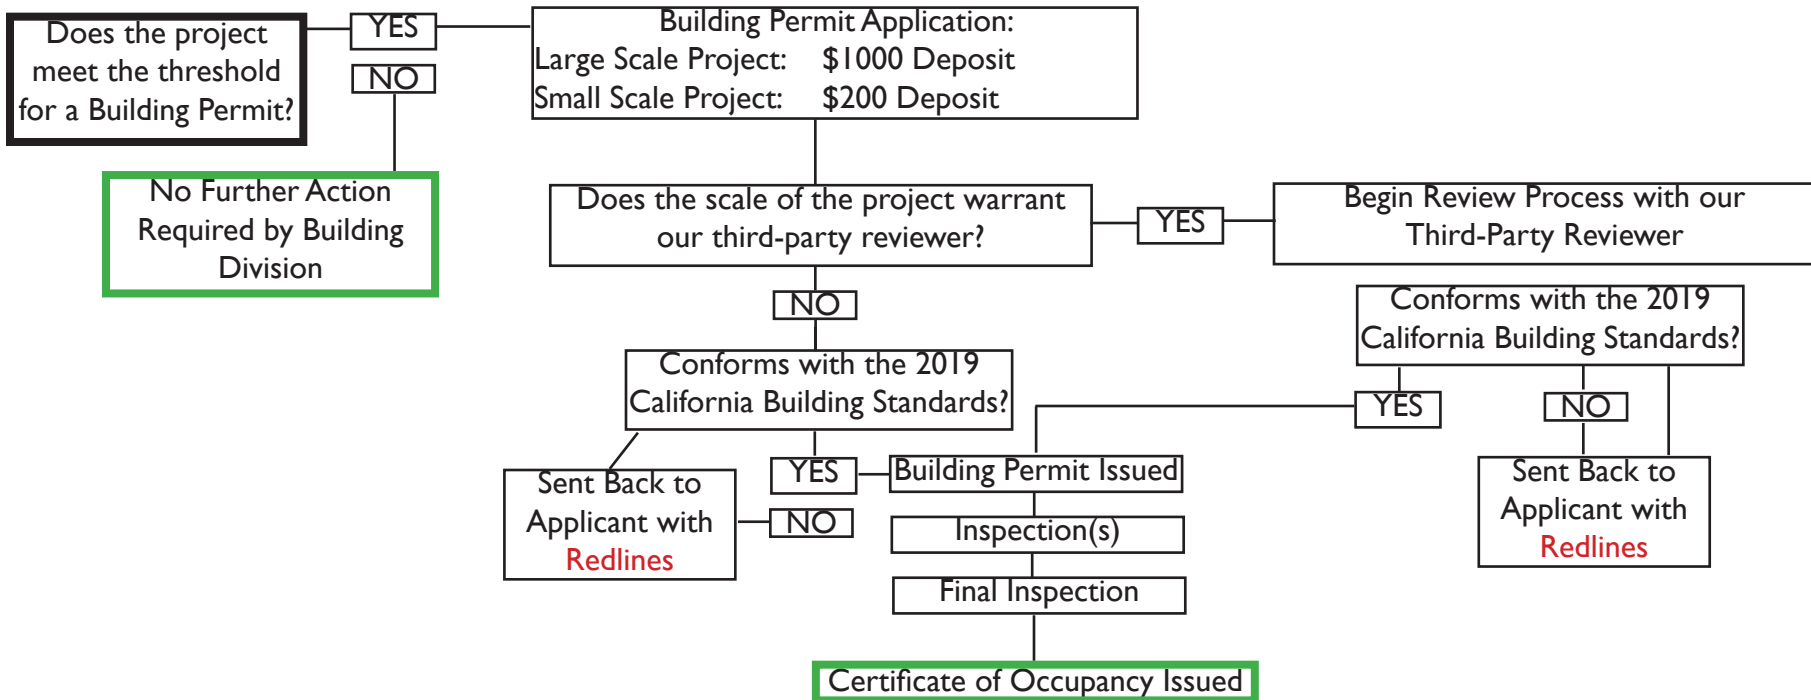 Does the project
meet the threshold
for a Building Permit?
YES
NO
Building Permit Application:
Large Scale Project: $1000 Deposit
Small Scale Project: $200 Deposit
No Further Action
Required by Building
Division
Does the scale of the project warrant
our third-party reviewer?
YES
Begin Review Process with our
Third-Party Reviewer
NO
Conforms with the 2019
California Building Standards?
Conforms with the 2019
California Building Standards?
YES
NO
YES
Building Permit Issued
Sent Back to
Applicant with
Redlines
NO
Sent Back to
Applicant with
Redlines
Inspection(s)
Final Inspection
Certificate of Occupancy Issued